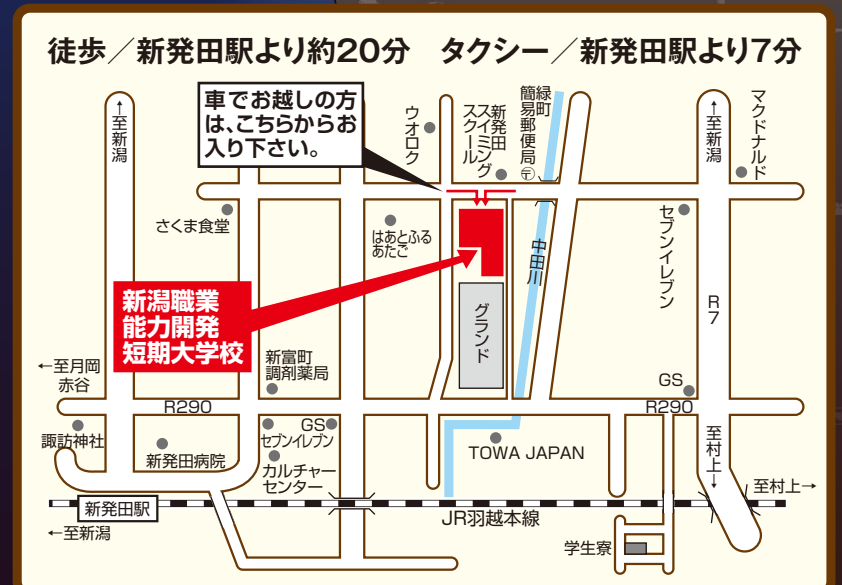 徒歩／新発田駅より約20分　タクシー／新発田駅より7分
車でお越しの方
は、こちらからお
入り下さい。
←至新潟
ウオロク
新発田
スイミング
スクール
緑町
簡易郵便局〶
←至新潟
マクドナルド
さくま食堂
はあとふる
あたご
中田川
セブンイレブン
新潟職業
能力開発
短期大学校
グランド
R7
←至月岡
赤谷
新富町
調剤薬局
GS
R290
R290
諏訪神社
新発田病院
GS
セブンイレブン
カルチャー
センター
TOWA JAPAN
至村上→
至村上→
新発田駅
JR羽越本線
←至新潟
学生寮